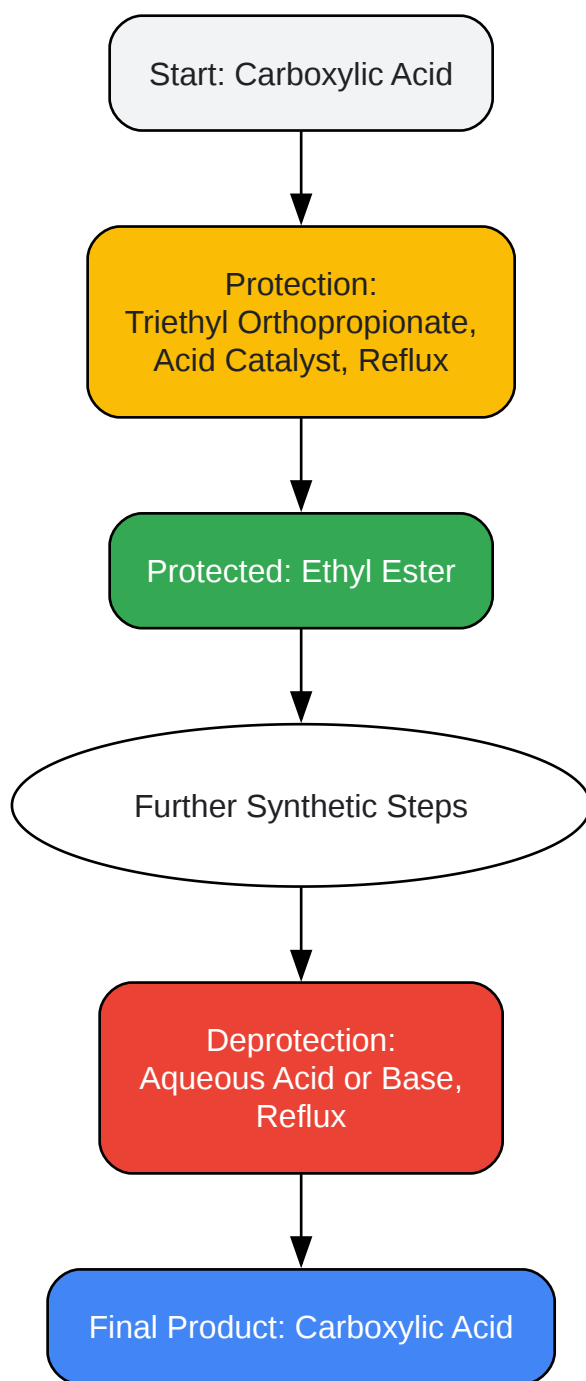 Start: Carboxylic Acid
Protection:
Triethyl Orthopropionate,
Acid Catalyst, Reflux
Protected: Ethyl Ester
Further Synthetic Steps
Deprotection:
Aqueous Acid or Base,
Reflux
Final Product: Carboxylic Acid